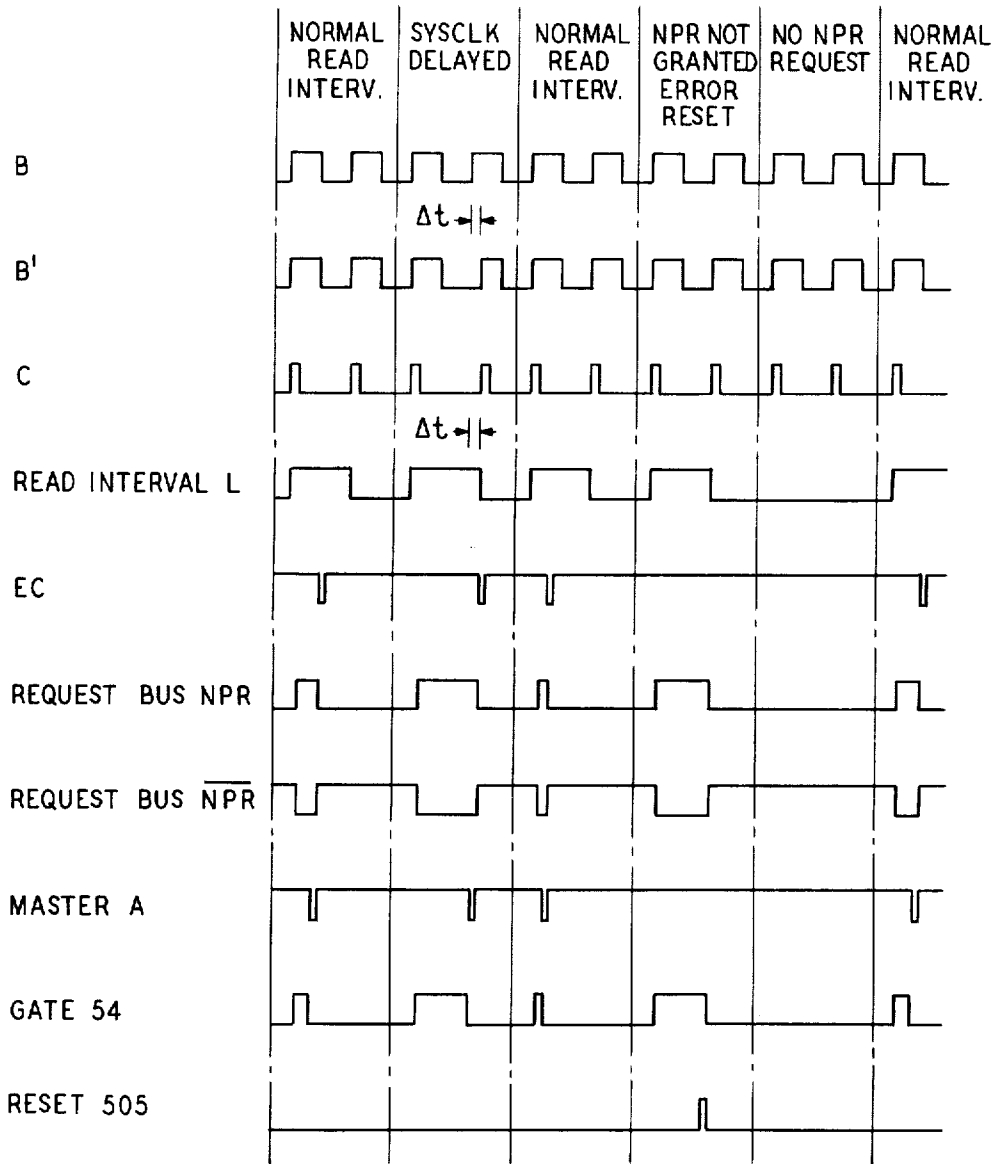 NORMAL READ INTERV.
SYSCLK DELAYED
NORMAL READ INTERV.
NPR NOT GRANTED ERROR RESET
NO NPR REQUEST
NORMAL READ INTERV.
B
Δt
B'
C
Δt
READ INTERVAL L
EC
REQUEST BUS NPR
REQUEST BUS N̅P̅R̅
MASTER A
GATE 54
RESET 505